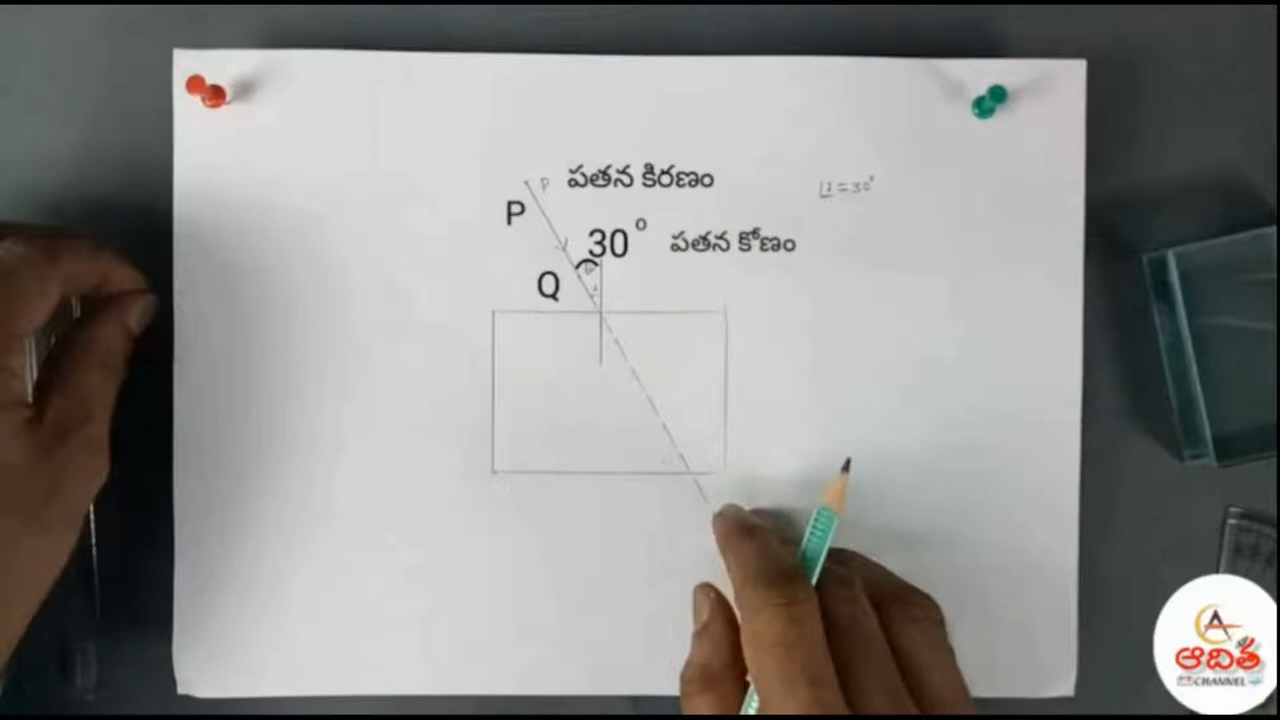 P పతన కిరణం
∠i = 30°
P
30° పతన కోణం
Q
A
ఆదిత్య
CHANNEL